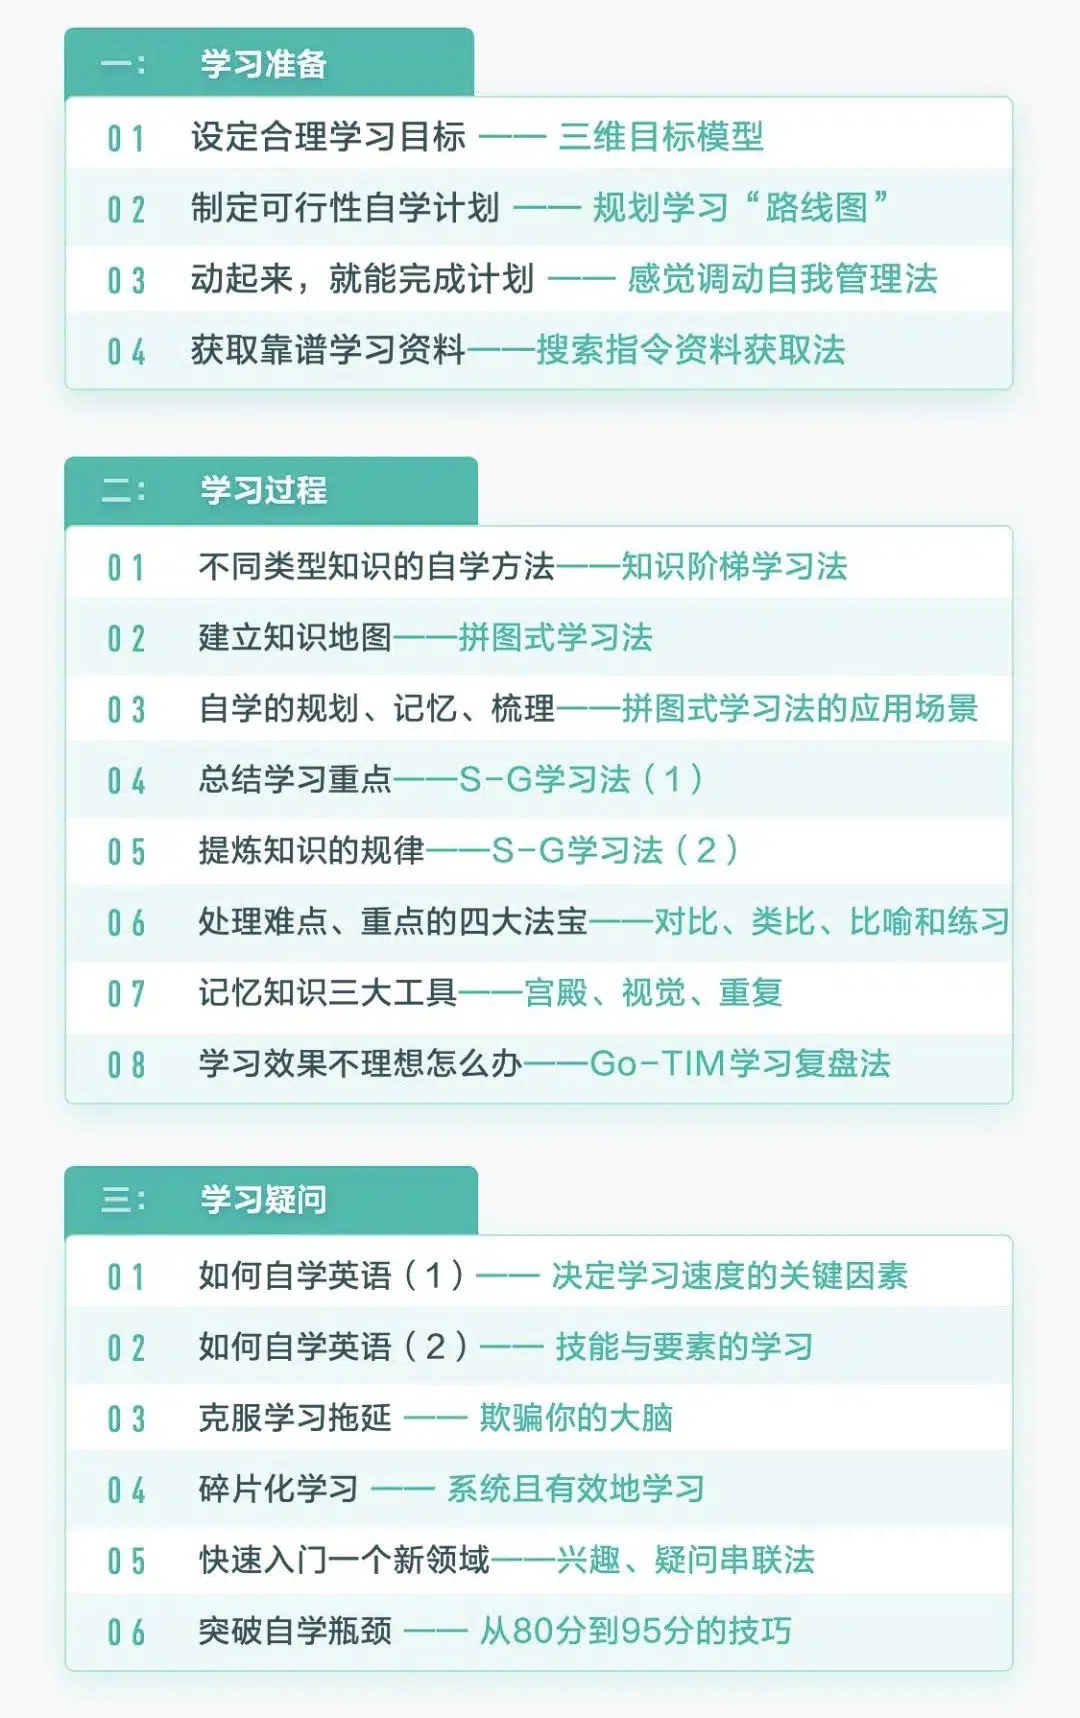 一： 学习准备
01 设定合理学习目标 —— 三维目标模型
02 制定可行性自学计划 —— 规划学习“路线图”
03 动起来，就能完成计划 —— 感觉调动自我管理法
04 获取靠谱学习资料——搜索指令资料获取法
二： 学习过程
01 不同类型知识的自学方法——知识阶梯学习法
02 建立知识地图——拼图式学习法
03 自学的规划、记忆、梳理——拼图式学习法的应用场景
04 总结学习重点——S-G学习法（1）
05 提炼知识的规律——S-G学习法（2）
06 处理难点、重点的四大法宝——对比、类比、比喻和练习
07 记忆知识三大工具——宫殿、视觉、重复
08 学习效果不理想怎么办——Go-TIM学习复盘法
三： 学习疑问
01 如何自学英语（1）—— 决定学习速度的关键因素
02 如何自学英语（2）—— 技能与要素的学习
03 克服学习拖延 —— 欺骗你的大脑
04 碎片化学习 —— 系统且有效地学习
05 快速入门一个新领域——兴趣、疑问串联法
06 突破自学瓶颈 —— 从80分到95分的技巧